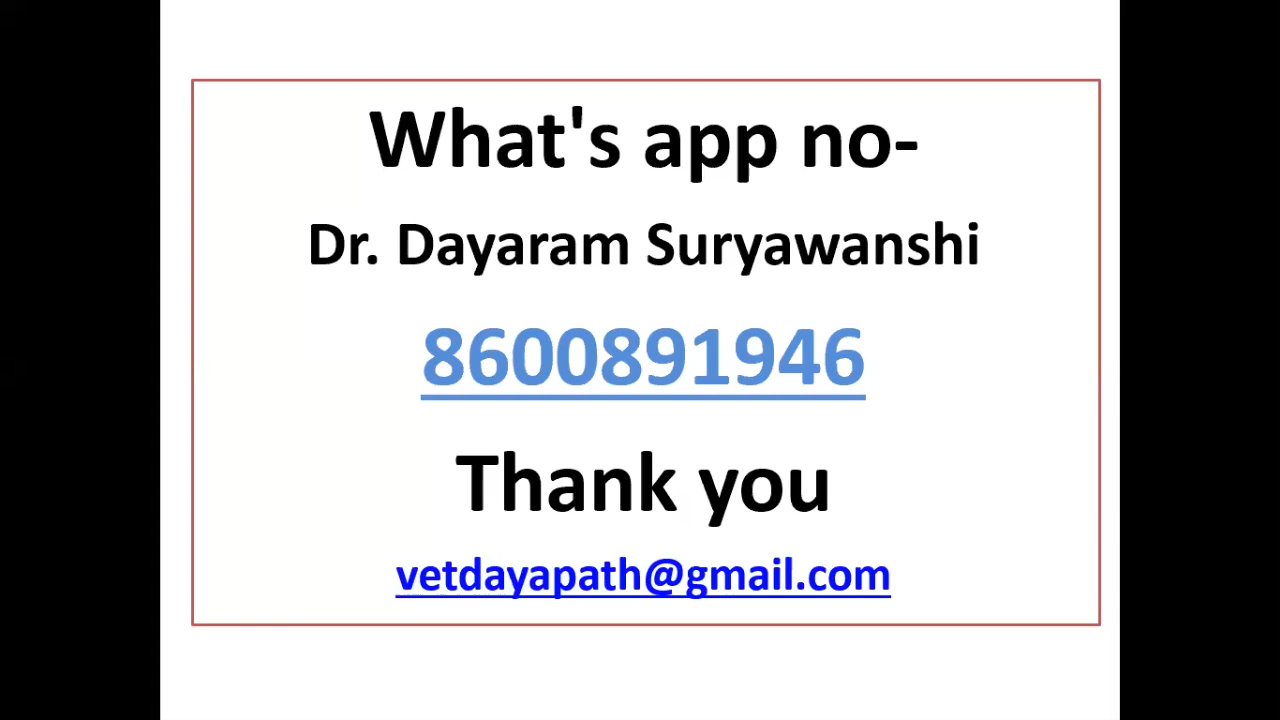 What's app no-
Dr. Dayaram Suryawanshi
8600891946
Thank you
vetdayapath@gmail.com